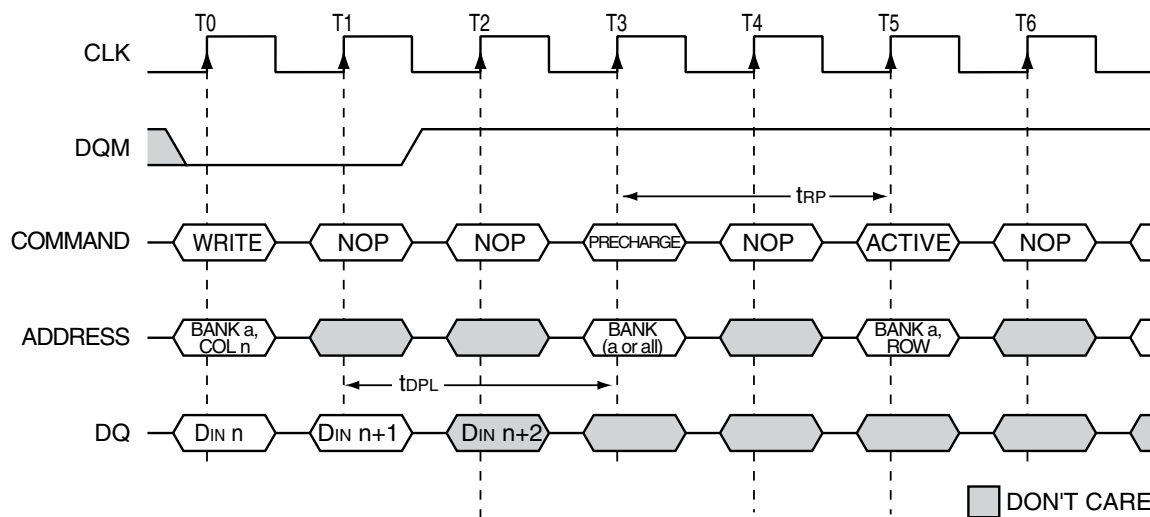 T0 T1 T2 T3 T4 T5 T6
CLK
DQM
tRP
COMMAND WRITE NOP NOP PRECHARGE NOP ACTIVE NOP
ADDRESS BANK a, COL n BANK (a or all) BANK a, ROW
tDPL
DQ DIN n DIN n+1 DIN n+2
DON'T CARE